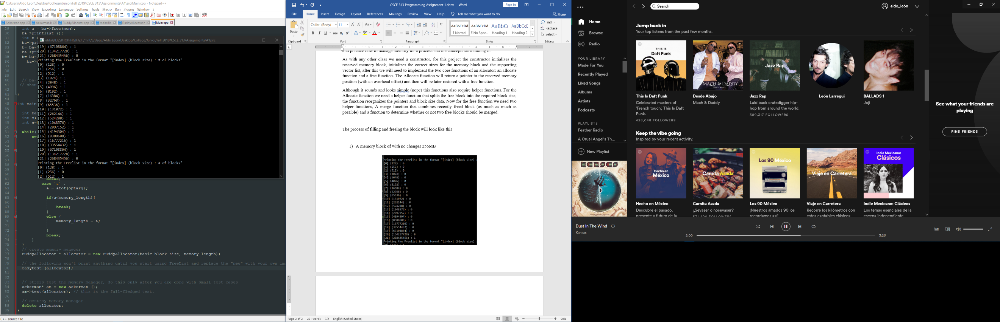 C:\Users\Aldo Leon\Desktop\College\Junior\Fall 2019\CSCE 313\Assignments\A1\src\Main.cpp - Notepad++
File Edit Search View Encoding Language Settings Tools Macro Run Plugins Window ?
Ackerman.cpp Ackerman.h BuddyAllocator.cpp makefile BuddyAllocator.h Main.cpp
29 int a = ba->free(mem);
30 ba->printlist ();
31 int b =
32 ba->pr
33 b= ba-
34 ba->pr
35 b= ba-
36 ba->
37
38
39
40 // ba-
41 // shou
42
43 }
44
45 int main
46
47 int ba
48 int M;
49 int a=
50
51 while(
52 sw
53
54
55
56
57
58
59
60
61 break;
62 case 's' :
63 a = atof(optarg);
64
65 if(a<memory_length){
66
67 break;
68 }
69 else {
70 memory_length = a;
71
72 }
73 break;
74 }
75 }
76 // create memory manager
77 BuddyAllocator * allocator = new BuddyAllocator(basic_block_size, memory_length);
78
79 // the following won't print anything until you start using FreeList and replace the "new" with your own im
80 easytest (allocator);
81
82
83 // stress-test the memory manager, do this only after you are done with small test cases
84 Ackerman* am = new Ackerman ();
85 am->test(allocator); // this is the full-fledged test.
86
87 // destroy memory manager
88 delete allocator;
89 }
C++ source file
aldo@DESKTOP-HGJFJ2J: /mnt/c/Users/Aldo Leon/Desktop/College/Junior/Fall 2019/CSCE 313/Assignments/A1/src
[19] (67108864) : 1
[20] (134217728) : 1
[21] (268435456) : 0
Printing the Freelist in the format "[index] (block size) : # of blocks"
[0] (128) : 0
[1] (256) : 0
[2] (512) : 1
[3] (1024) : 1
[4] (2048) : 1
[5] (4096) : 1
[6] (8192) : 1
[7] (16384) : 1
[8] (32768) : 1
[9] (65536) : 1
[10] (131072) : 1
[11] (262144) : 1
[12] (524288) : 1
[13] (1048576) : 1
[14] (2097152) : 1
[15] (4194304) : 1
[16] (8388608) : 1
[17] (16777216) : 1
[18] (33554432) : 1
[19] (67108864) : 1
[20] (134217728) : 1
[21] (268435456) : 0
Printing the Freelist in the format "[index] (block size) : # of blocks"
[0] (128) : 1
[1] (256) : 0
[2] (512) : 1
CSCE 313 Programming Assignment 1.docx - Word
Sign in
File Home Insert Design Layout References Mailings Review View Help Tell me what you want to do Share
Paste
Calibri (Body) 11
AaBbCcDd AaBbCcDd AaBbC AaBbCcE
¶ Normal ¶ No Spac... Heading 1 Heading 2
Find
Replace
Select
Clipboard Font Paragraph Styles Editing
and practice how to manage memory for a process and the concepts surrounding it.
As with any other class we need a constructor, for this project the constructor initializes the
reserved memory block, initializes the correct sizes for the memory block and the supporting
vector list, after this we will need to implement the two core functions of an allocator: an allocate
function and a free function. The Allocate function will return a pointer to the reserved memory
position (with an overhead offset) and then will be later restored with a free function.
Although it sounds and looks simple (nope) this functions also require helper functions. For the
Allocate function we need a helper function that splits the free block into the required block size,
the function reorganizes the pointers and block size data. Now for the free function we need two
helper functions, A merge function that combines recently freed block (as much as much as
possible) and a function to determine whether or not two free blocks should be merged.
The process of filling and freeing the block will look like this
1) A memory block of with no changes 256MB
Printing the Freelist in the format "[index] (block size) :
[0] (128) : 0
[1] (256) : 0
[2] (512) : 0
[3] (1024) : 0
[4] (2048) : 0
[5] (4096) : 0
[6] (8192) : 0
[7] (16384) : 0
[8] (32768) : 0
[9] (65536) : 0
[10] (131072) : 0
[11] (262144) : 0
[12] (524288) : 0
[13] (1048576) : 0
[14] (2097152) : 0
[15] (4194304) : 0
[16] (8388608) : 0
[17] (16777216) : 0
[18] (33554432) : 0
[19] (67108864) : 0
[20] (134217728) : 0
[21] (268435456) : 1
Printing the Freelist in the format "[index] (block size) :
[0] (128) : 1
Page 2 of 2 221 words English (United States) 100%
Search
aldo_león
Home
Browse
Radio
YOUR LIBRARY
Made For You
Recently Played
Liked Songs
Albums
Artists
Podcasts
PLAYLISTS
Feather Radio
A Cruel Angel's Th...
New Playlist
KANSAS
Jump back in
Your top listens from the past few months.
THIS IS
Daft Punk
MACH & DADDY
Jazz Rap
This Is Daft Punk
Celebrated masters of
'French touch', This Is Daft
Punk.
428,048 FOLLOWERS
Desde Abajo
Mach & Daddy
Jazz Rap
Laid back cratedigger hip-
hop from around the world.
389,317 FOLLOWERS
León Larregui
BALLADS 1
Joji
Keep the vibe going
Inspired by your recent activity.
Hecho en
México
Carnita Asada
Los 90 México
Viaje en Carretera
Indie Mexicano:
Clásicos
Hecho en México
Descubre el pasado,
presente y futuro de la
Carnita Asada
¿Sevaser o nosevaser?
571,400 FOLLOWERS
Los 90 México
¡Nuestros amados 90 los
recordamos así!
Viaje en Carretera
Recorre los kilómetros con
estos cantables clásicos
Indie Mexicano: Clásicos
Los temas esenciales de la
escena independiente
See what your friends are
playing
FIND FRIENDS
Dust In The Wind
Kansas
2:00
3:26